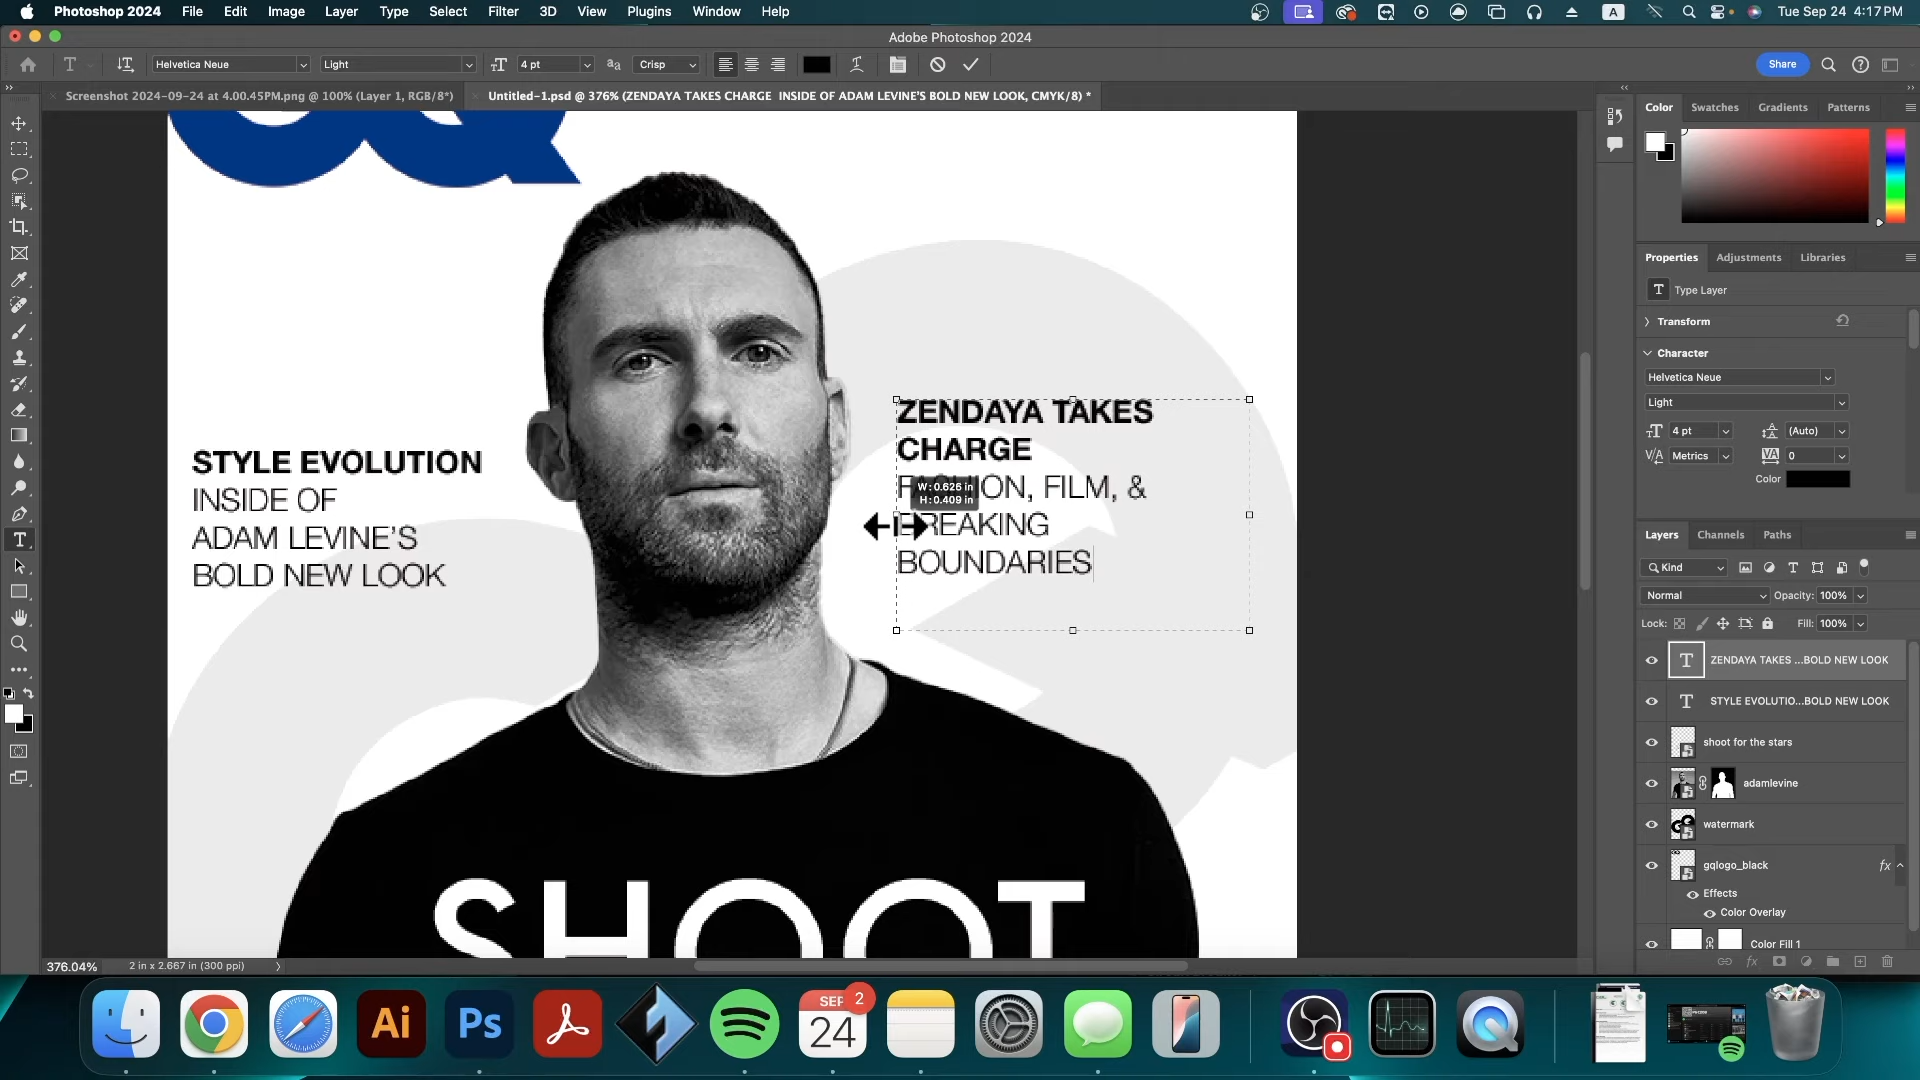 Photoshop 2024 File Edit Image Layer Type Select Filter 3D View Plugins Window Help A Tue Sep 24 4:17 PM
Adobe Photoshop 2024
T Helvetica Neue Light 4 pt aa Crisp Share
Screenshot 2024-09-24 at 4.00.45PM.png @ 100% (Layer 1, RGB/8*) Untitled-1.psd @ 376% (ZENDAYA TAKES CHARGE INSIDE OF ADAM LEVINE'S BOLD NEW LOOK, CMYK/8) *
GQ
STYLE EVOLUTION
INSIDE OF
ADAM LEVINE'S
BOLD NEW LOOK
ZENDAYA TAKES
CHARGE
FASHION, FILM, &
BREAKING
BOUNDARIES
W: 0.626 in
H: 0.409 in
SHOOT
Color Swatches Gradients Patterns
Properties Adjustments Libraries
T Type Layer
Transform
Character
Helvetica Neue
Light
4 pt (Auto)
Metrics 0
Color
Layers Channels Paths
Kind
Normal Opacity: 100%
Lock: Fill: 100%
T ZENDAYA TAKES ...BOLD NEW LOOK
T STYLE EVOLUTIO...BOLD NEW LOOK
shoot for the stars
adamlevine
watermark
gqlogo_black fx
Effects
Color Overlay
Color Fill 1
376.04% 2 in x 2.667 in (300 ppi)
Ai Ps SEP 24 2